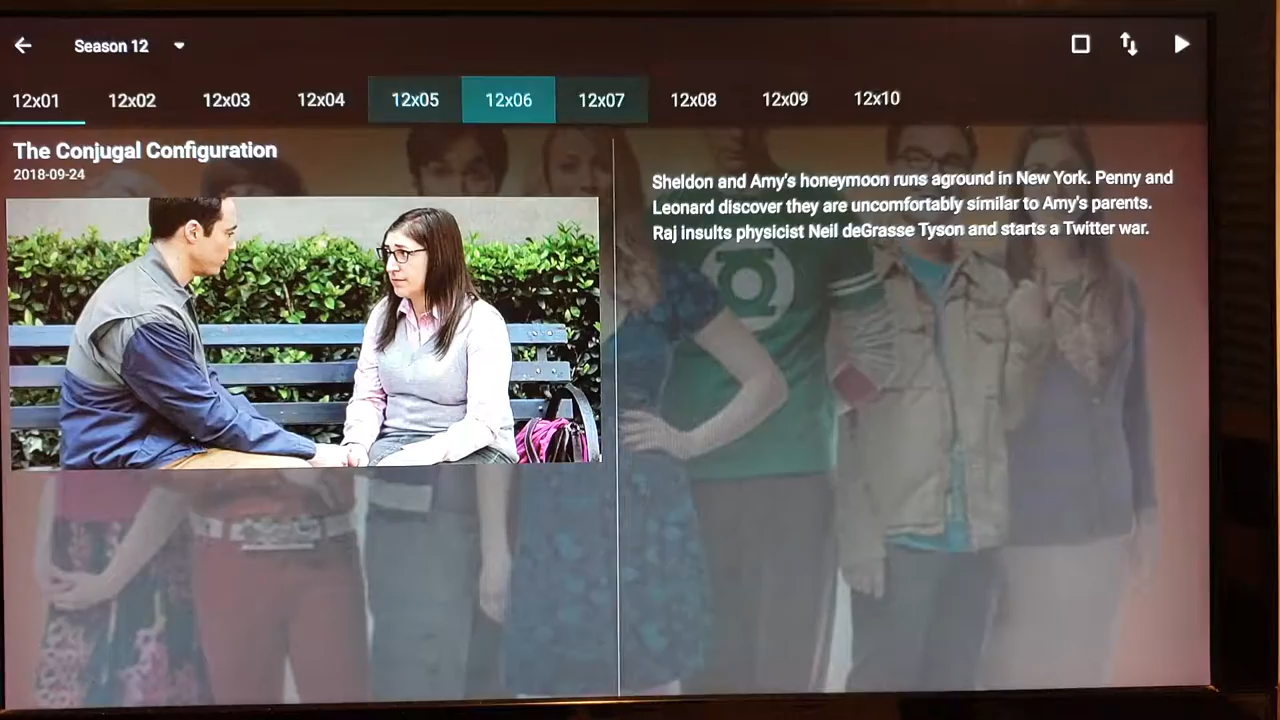 Season 12
12x01 12x02 12x03 12x04 12x05 12x06 12x07 12x08 12x09 12x10
The Conjugal Configuration
2018-09-24
Sheldon and Amy's honeymoon runs aground in New York. Penny and
Leonard discover they are uncomfortably similar to Amy's parents.
Raj insults physicist Neil deGrasse Tyson and starts a Twitter war.